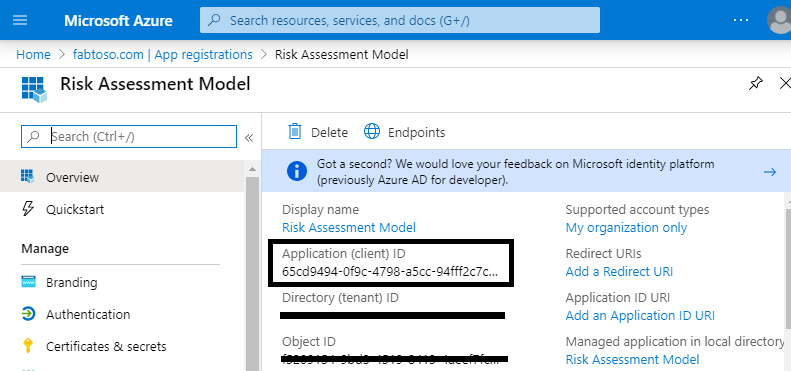 Microsoft Azure
Search resources, services, and docs (G+/)
Home > fabtoso.com | App registrations > Risk Assessment Model
Risk Assessment Model
Search (Ctrl+/)
Overview
Quickstart
Manage
Branding
Authentication
Certificates & secrets
Delete
Endpoints
Got a second? We would love your feedback on Microsoft identity platform
(previously Azure AD for developer).
Display name
Risk Assessment Model
Application (client) ID
65cd9494-0f9c-4798-a5cc-94fff2c7c...
Directory (tenant) ID
Object ID
Supported account types
My organization only
Redirect URIs
Add a Redirect URI
Application ID URI
Add an Application ID URI
Managed application in local directory
Risk Assessment Model